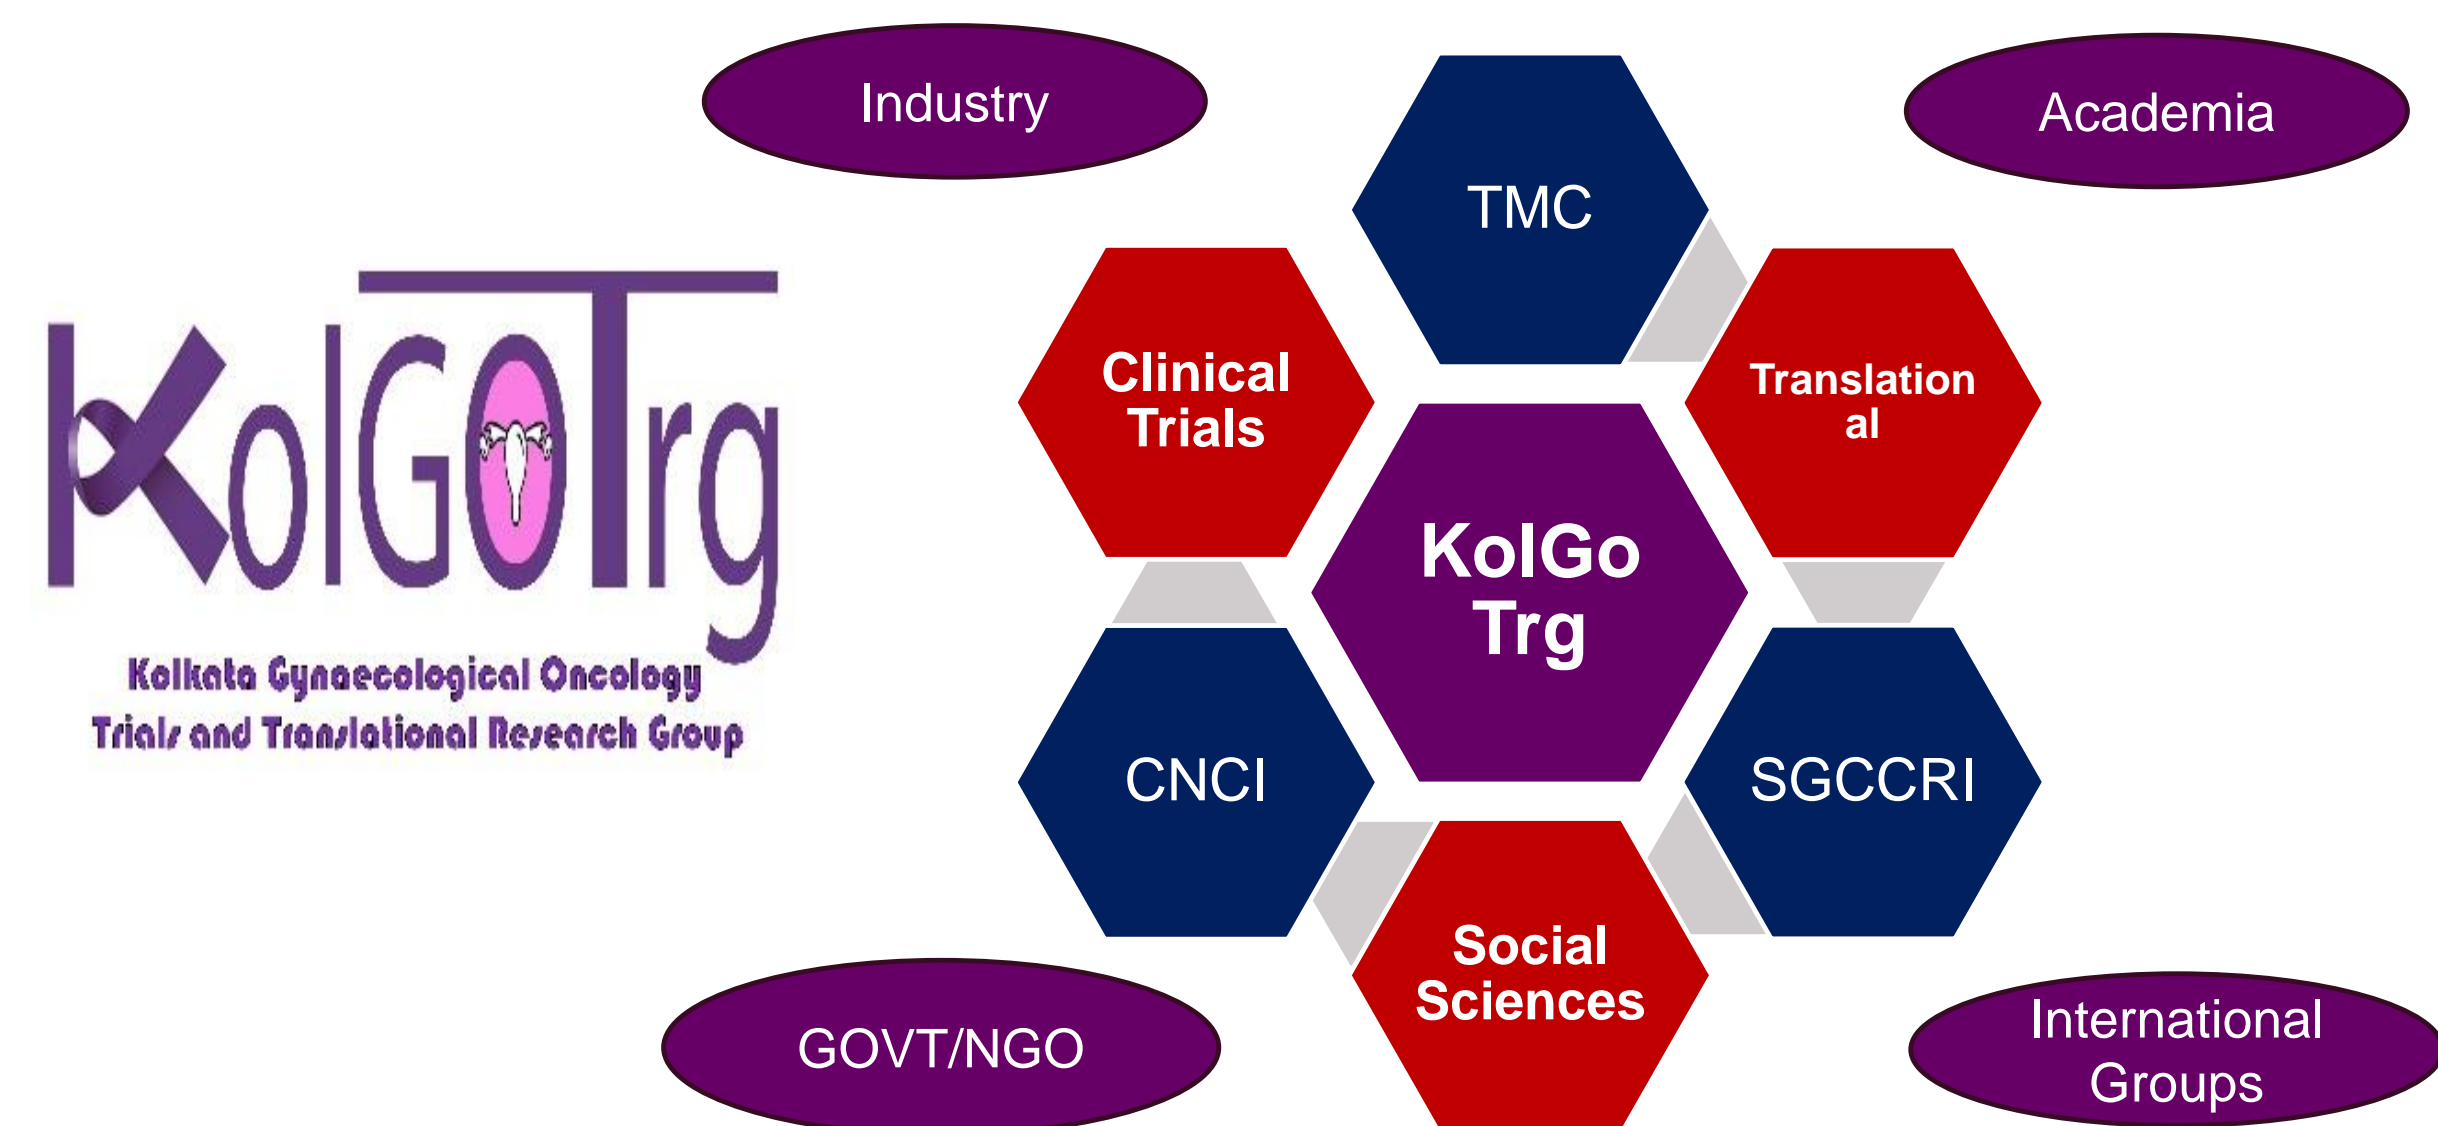 Industry
Academia
TMC
Clinical
Trials
Translation
al
KolGOTrg
Kolkata Gynaecological Oncology
Trials and Translational Research Group
KolGo
Trg
CNCI
SGCCRI
Social
Sciences
GOVT/NGO
International
Groups